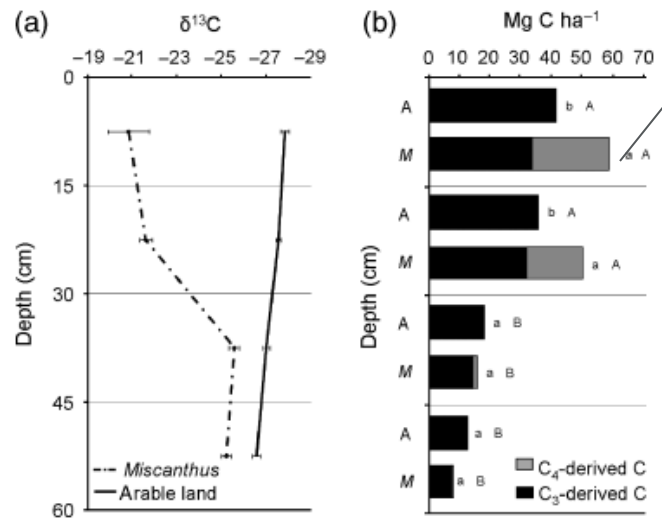 (a)
δ¹³C
–19 –21 –23 –25 –27 –29
0
15
30
45
60
Depth (cm)
Miscanthus
Arable land
(b)
Mg C ha⁻¹
0 10 20 30 40 50 60 70
Depth (cm)
A b A
M a A
A b A
M a A
A a B
M a B
A a B
M a B
C₄-derived C
C₃-derived C